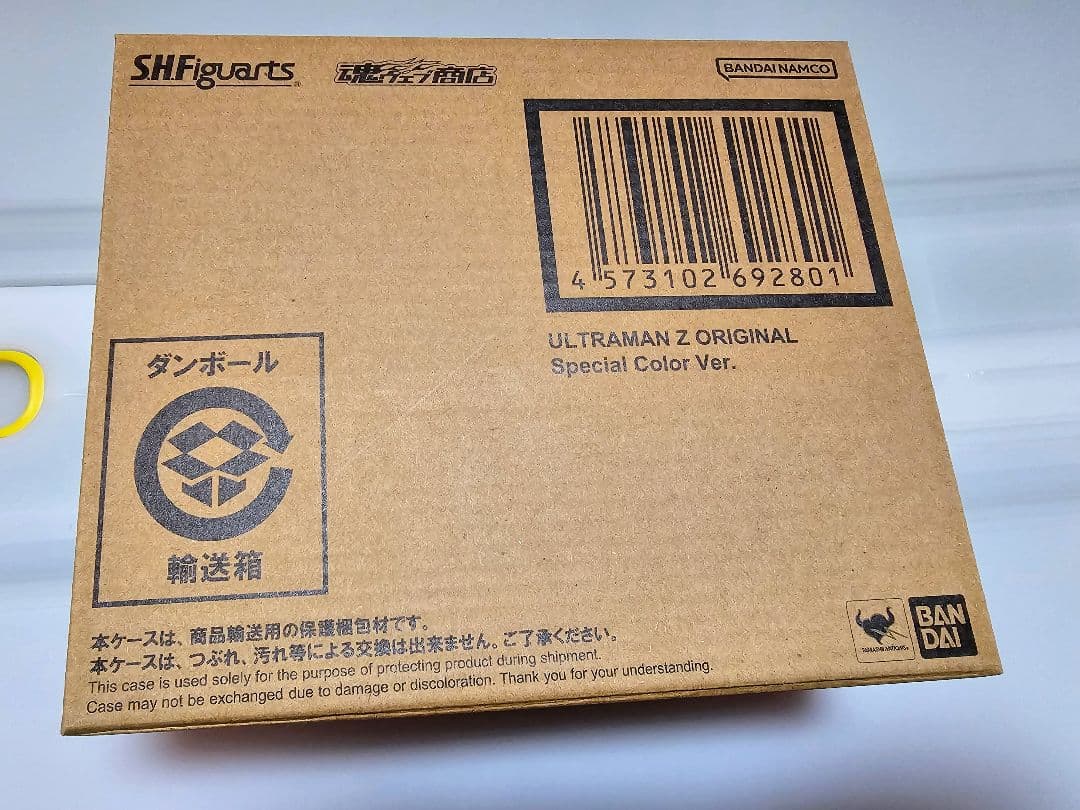 S.H.Figuarts
魂ウェブ商店
BANDAI NAMCO
4 573102 692801
ULTRAMAN Z ORIGINAL
Special Color Ver.
ダンボール
輸送箱
本ケースは、商品輸送用の保護梱包材です。
本ケースは、つぶれ、汚れ等による交換は出来ません。ご了承ください。
This case is used solely for the purpose of protecting product during shipment.
Case may not be exchanged due to damage or discoloration. Thank you for your understanding.
TAMASHII NATIONS
BAN
DAI